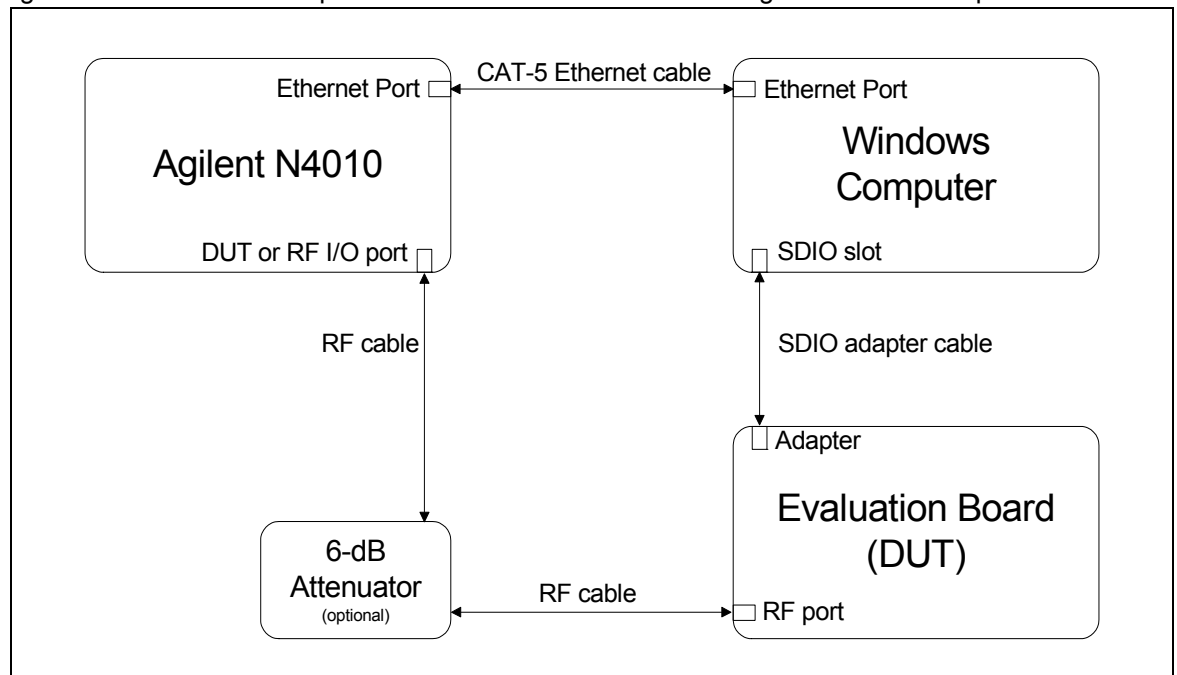 CAT-5 Ethernet cable
Ethernet Port
Ethernet Port
Agilent N4010
Windows
Computer
DUT or RF I/O port
SDIO slot
RF cable
SDIO adapter cable
Adapter
Evaluation Board
(DUT)
6-dB
Attenuator
(optional)
RF cable
RF port